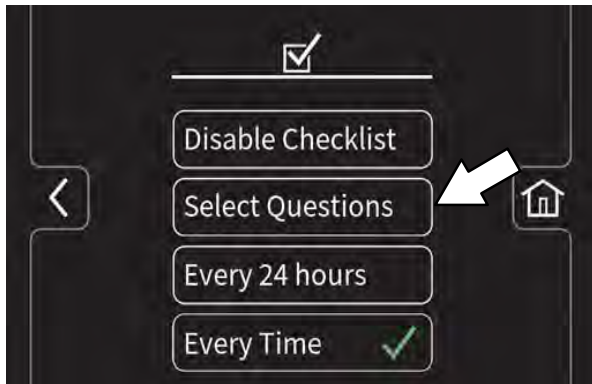 Disable Checklist
Select Questions
Every 24 hours
Every Time